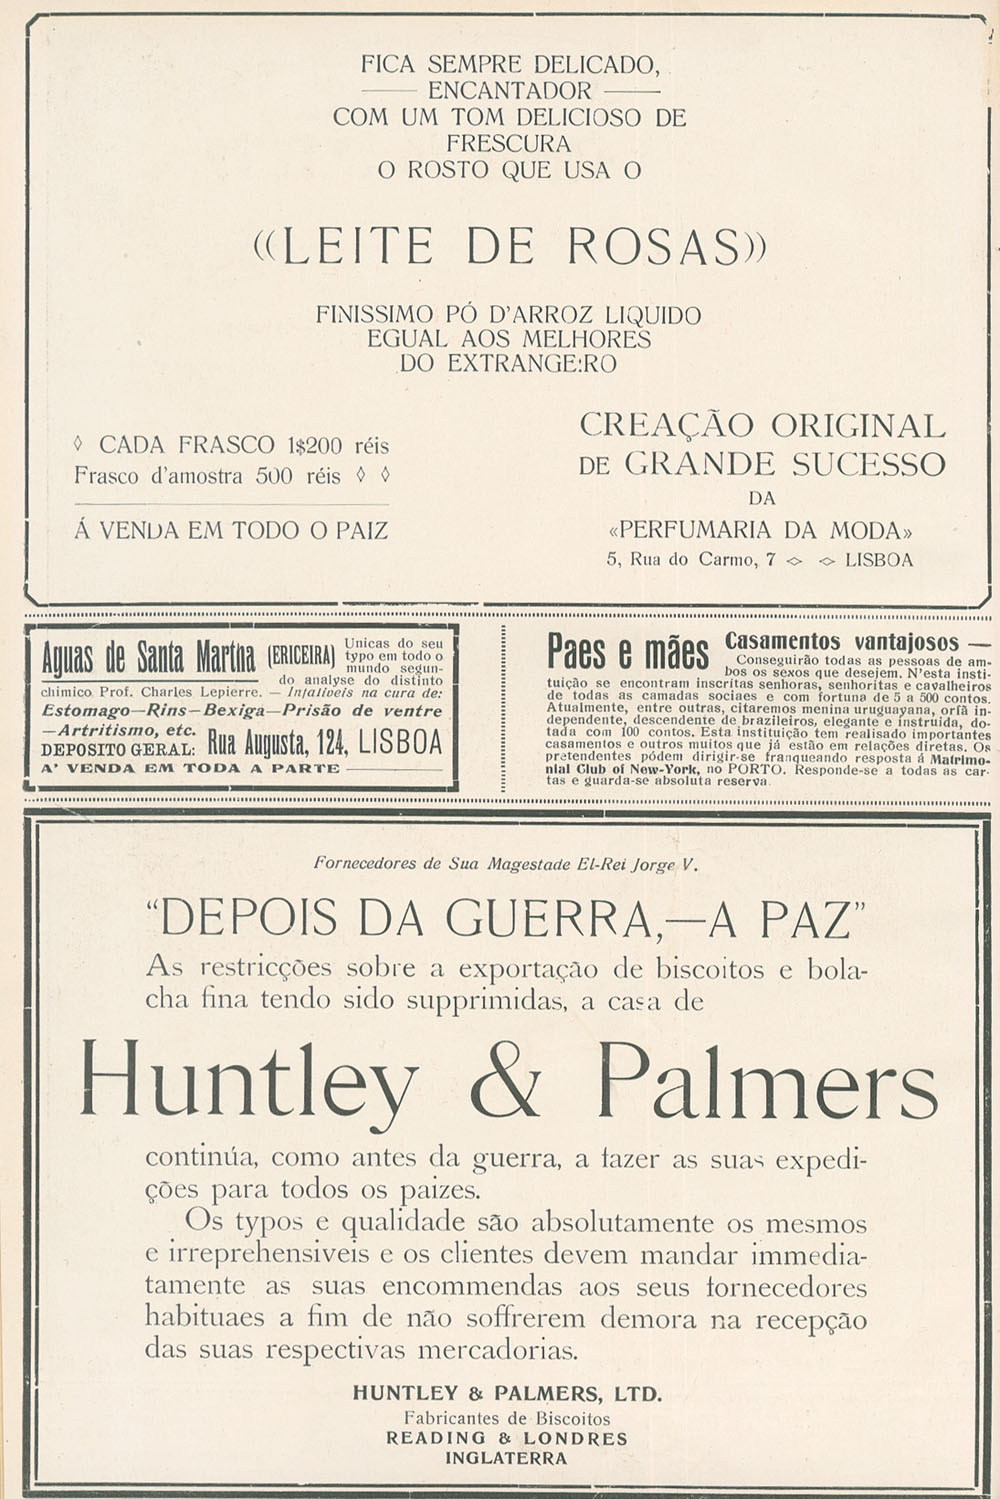 FICA SEMPRE DELICADO,
ENCANTADOR
COM UM TOM DELICIOSO DE
FRESCURA
O ROSTO QUE USA O
((LEITE DE ROSAS))
FINISSIMO PÓ D'ARROZ LIQUIDO
EGUAL AOS MELHORES
DO EXTRANGE:RO
◊ CADA FRASCO 1$200 réis
Frasco d'amostra 500 réis ◊ ◊
Á VENDA EM TODO O PAIZ
CREAÇÃO ORIGINAL
DE GRANDE SUCESSO
DA
«PERFUMARIA DA MODA»
5, Rua do Carmo, 7 ◇ ◇ LISBOA
Aguas de Santa Martha (ERICEIRA) Unicas do seu
typo em todo o
mundo segun-
do analyse do distinto
chimico Prof. Charles Lepierre. — Infaliveis na cura de:
Estomago—Rins—Bexiga—Prisão de ventre
—Artritismo, etc.
DEPOSITO GERAL: Rua Augusta, 124, LISBOA
A' VENDA EM TODA A PARTE
Paes e mães Casamentos vantajosos —
Conseguirão todas as pessoas de am-
bos os sexos que desejem. N'esta insti-
tuição se encontram inscritas senhoras, senhoritas e cavalheiros
de todas as camadas sociaes e com fortuna de 5 a 500 contos.
Atualmente, entre outras, citaremos menina uruguayana, orfã in-
dependente, descendente de brazileiros, elegante e instruida, do-
tada com 100 contos. Esta instituição tem realisado importantes
casamentos e outros muitos que já estão em relações diretas. Os
pretendentes pódem dirigir-se franqueando resposta á Matrimo-
nial Club of New-York, no PORTO. Responde-se a todas as car-
tas e guarda-se absoluta reserva.
Fornecedores de Sua Magestade El-Rei Jorge V.
“DEPOIS DA GUERRA,—A PAZ”
As restricções sobre a exportação de biscoitos e bola-
cha fina tendo sido supprimidas, a casa de
Huntley & Palmers
continúa, como antes da guerra, a fazer as suas expedi-
ções para todos os paizes.
Os typos e qualidade são absolutamente os mesmos
e irreprehensiveis e os clientes devem mandar immedia-
tamente as suas encommendas aos seus fornecedores
habituaes a fim de não soffrerem demora na recepção
das suas respectivas mercadorias.
HUNTLEY & PALMERS, LTD.
Fabricantes de Biscoitos
READING & LONDRES
INGLATERRA